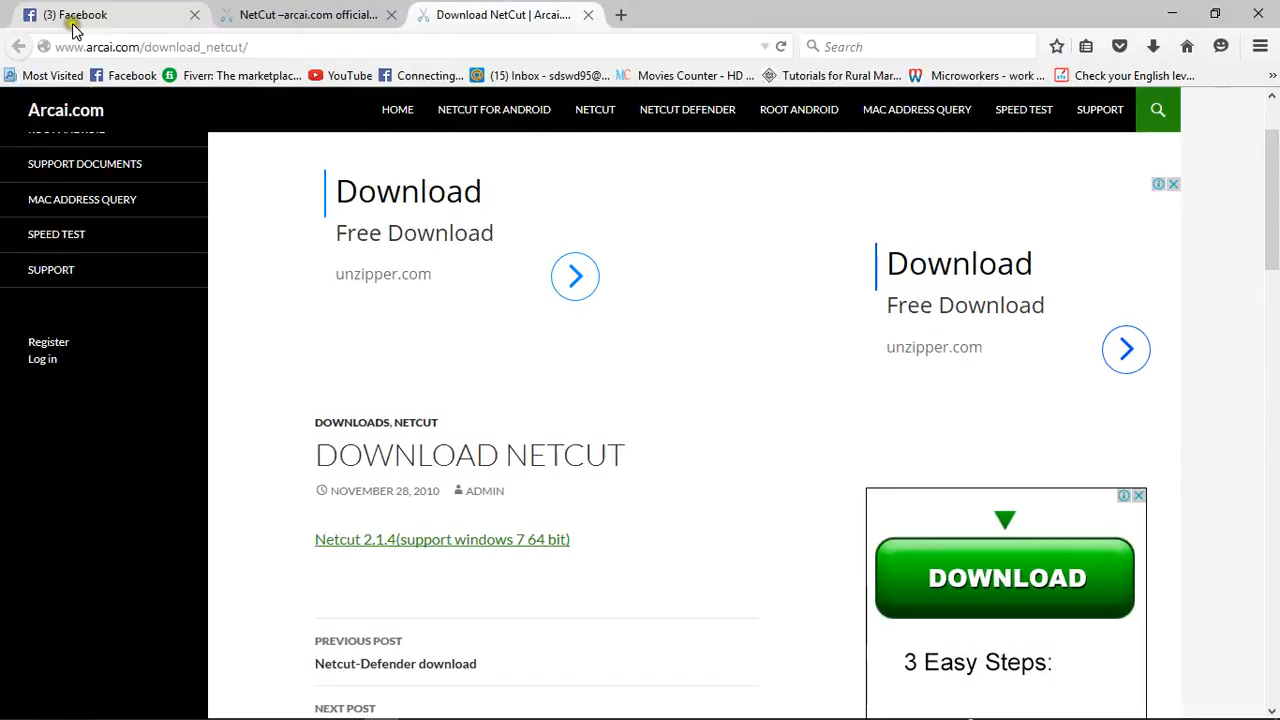 (3) Facebook
NetCut –arcai.com official...
Download NetCut | Arcai....
www.arcai.com/download_netcut/
Search
Most Visited
Facebook
Fiverr: The marketplac...
YouTube
Connecting...
(15) Inbox - sdswd95@...
Movies Counter - HD ...
Tutorials for Rural Mar...
Microworkers - work ...
Check your English lev...
Arcai.com
HOME
NETCUT FOR ANDROID
NETCUT
NETCUT DEFENDER
ROOT ANDROID
MAC ADDRESS QUERY
SPEED TEST
SUPPORT
ROOT ANDROID
SUPPORT DOCUMENTS
MAC ADDRESS QUERY
SPEED TEST
SUPPORT
Register
Log in
Download
Free Download
unzipper.com
Download
Free Download
unzipper.com
DOWNLOADS, NETCUT
DOWNLOAD NETCUT
NOVEMBER 28, 2010 ADMIN
Netcut 2.1.4(support windows 7 64 bit)
PREVIOUS POST
Netcut-Defender download
NEXT POST
DOWNLOAD
3 Easy Steps: